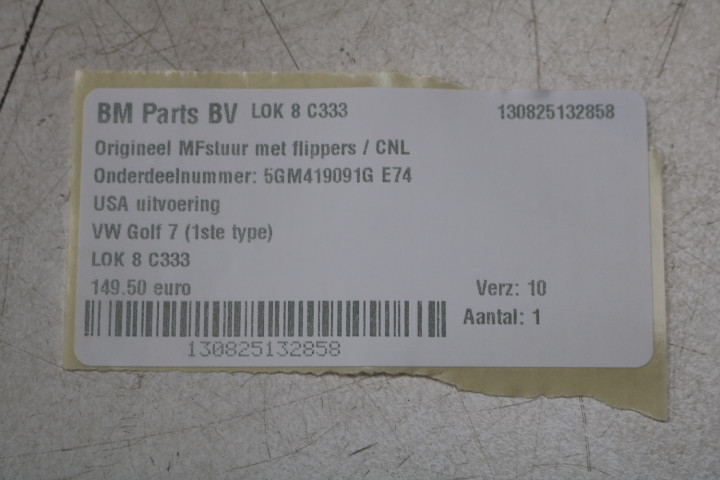 BM Parts BV LOK 8 C333 130825132858
Origineel MFstuur met flippers / CNL
Onderdeelnummer: 5GM419091G E74
USA uitvoering
VW Golf 7 (1ste type)
LOK 8 C333
149.50 euro Verz: 10
Aantal: 1
130825132858